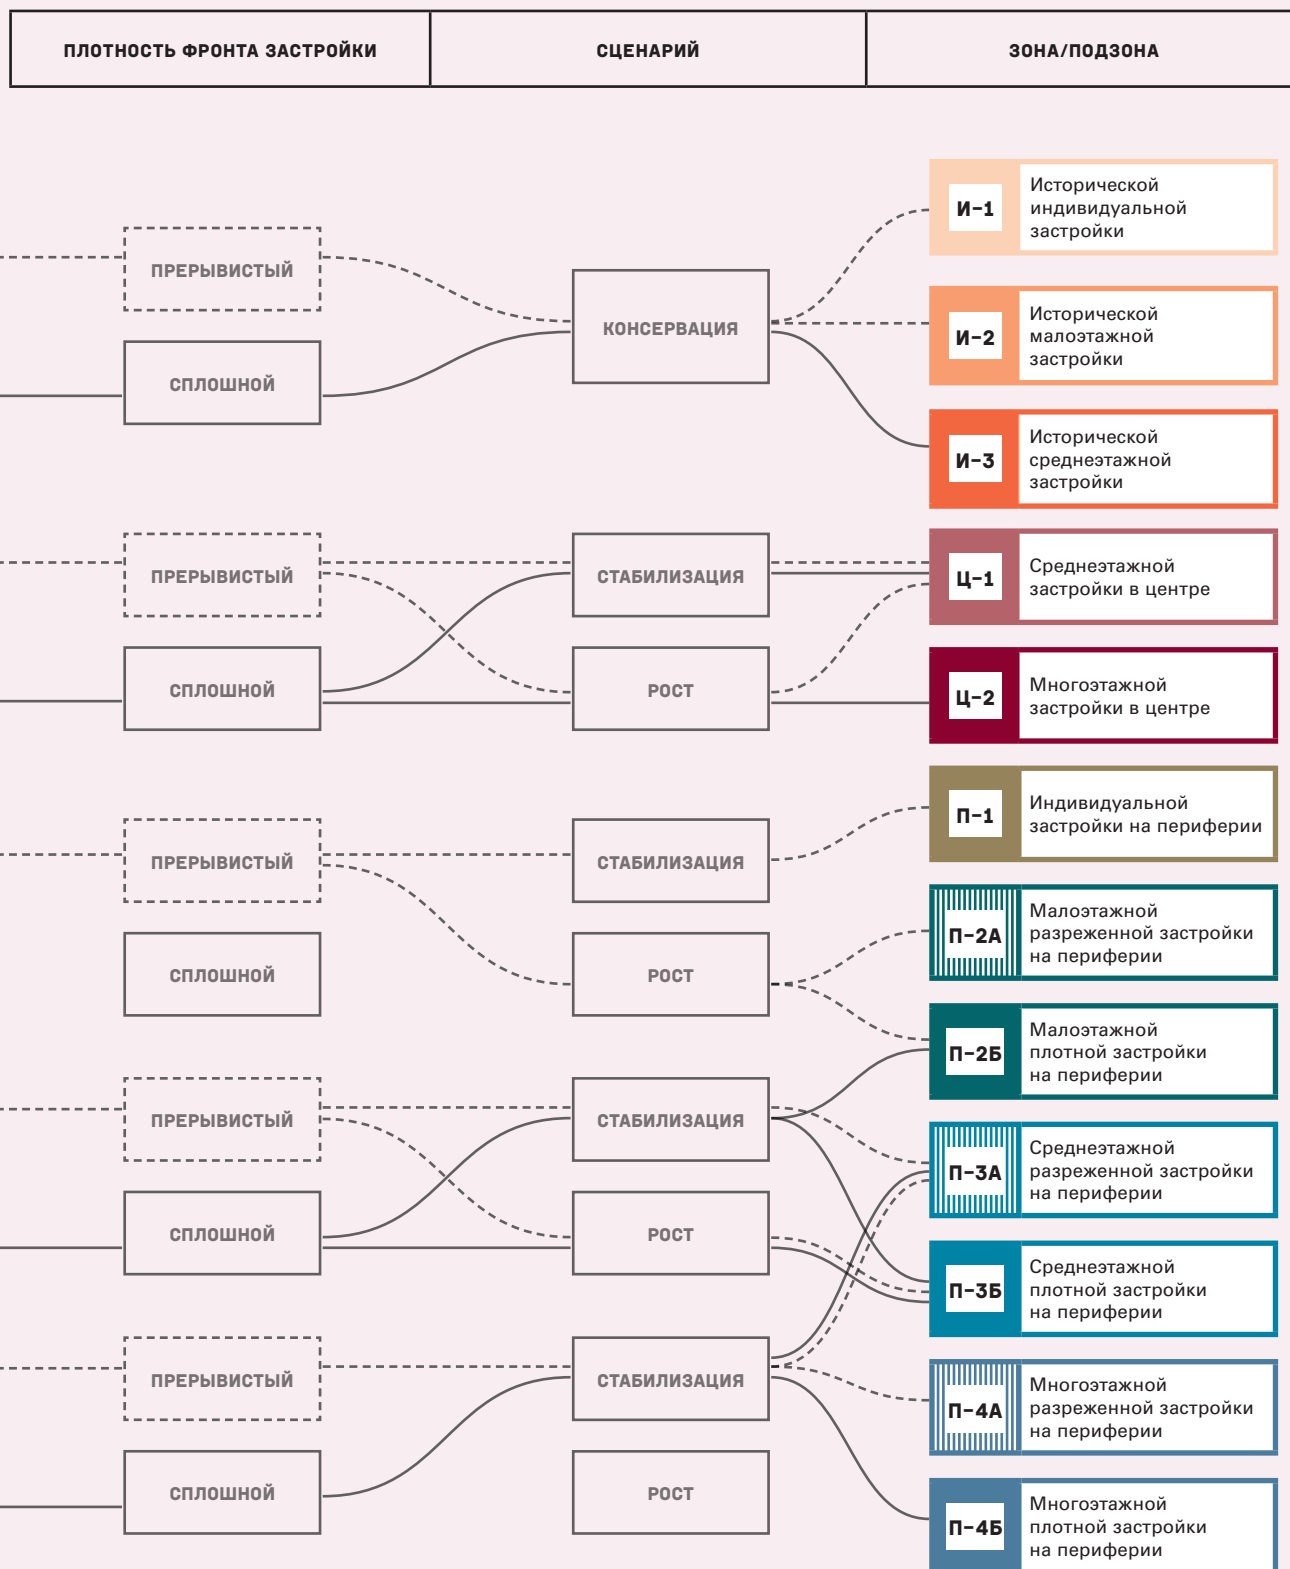 ПЛОТНОСТЬ ФРОНТА ЗАСТРОЙКИ
СЦЕНАРИЙ
ЗОНА/ПОДЗОНА
ПРЕРЫВИСТЫЙ
СПЛОШНОЙ
КОНСЕРВАЦИЯ
И-1
Исторической
индивидуальной
застройки
И-2
Исторической
малоэтажной
застройки
И-3
Исторической
среднеэтажной
застройки
ПРЕРЫВИСТЫЙ
СПЛОШНОЙ
СТАБИЛИЗАЦИЯ
РОСТ
Ц-1
Среднеэтажной
застройки в центре
Ц-2
Многоэтажной
застройки в центре
ПРЕРЫВИСТЫЙ
СПЛОШНОЙ
СТАБИЛИЗАЦИЯ
РОСТ
П-1
Индивидуальной
застройки на периферии
П-2А
Малоэтажной
разреженной застройки
на периферии
П-2Б
Малоэтажной
плотной застройки
на периферии
ПРЕРЫВИСТЫЙ
СПЛОШНОЙ
СТАБИЛИЗАЦИЯ
РОСТ
П-3А
Среднеэтажной
разреженной застройки
на периферии
П-3Б
Среднеэтажной
плотной застройки
на периферии
ПРЕРЫВИСТЫЙ
СПЛОШНОЙ
СТАБИЛИЗАЦИЯ
РОСТ
П-4А
Многоэтажной
разреженной застройки
на периферии
П-4Б
Многоэтажной
плотной застройки
на периферии